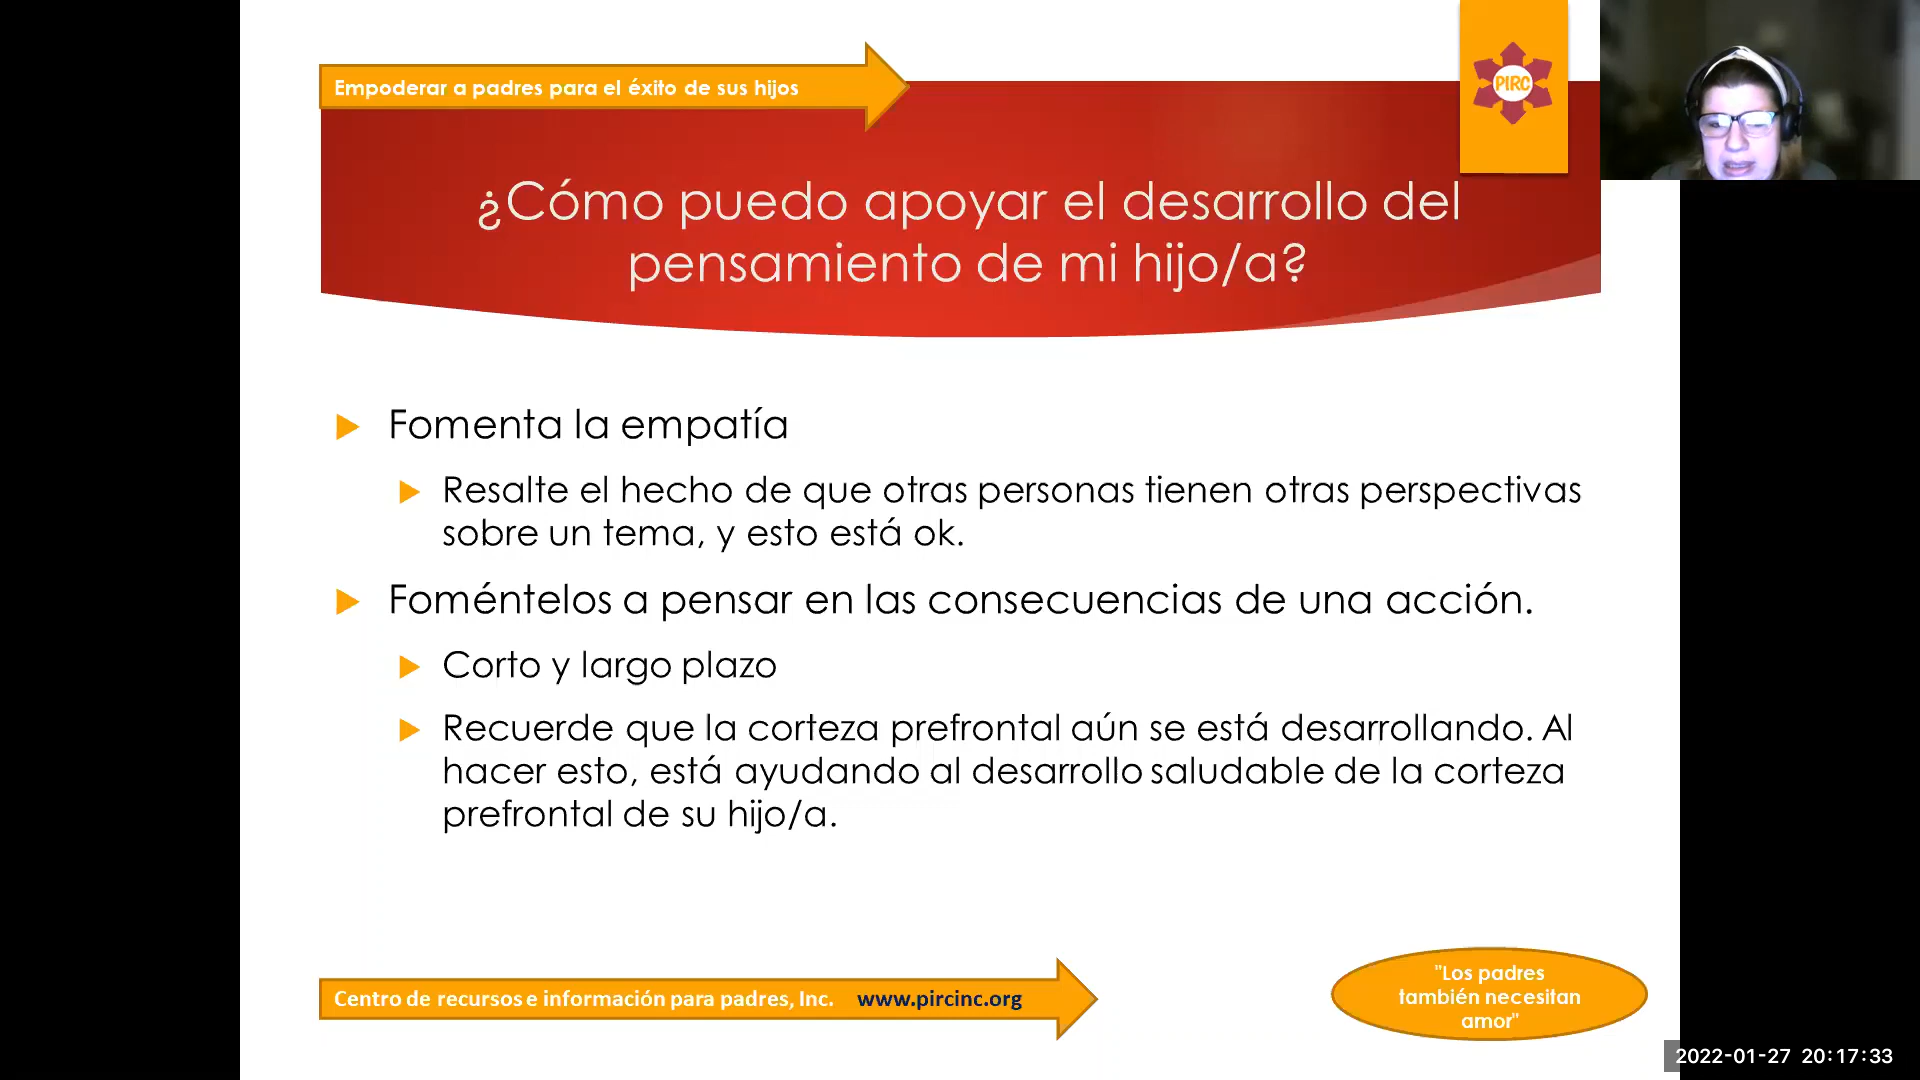 Empoderar a padres para el éxito de sus hijos
PIRC
¿Cómo puedo apoyar el desarrollo del
pensamiento de mi hijo/a?
Fomenta la empatía
Resalte el hecho de que otras personas tienen otras perspectivas
sobre un tema, y esto está ok.
Foméntelos a pensar en las consecuencias de una acción.
Corto y largo plazo
Recuerde que la corteza prefrontal aún se está desarrollando. Al
hacer esto, está ayudando al desarrollo saludable de la corteza
prefrontal de su hijo/a.
Centro de recursos e información para padres, Inc. www.pircinc.org
"Los padres
también necesitan
amor"
2022-01-27 20:17:33